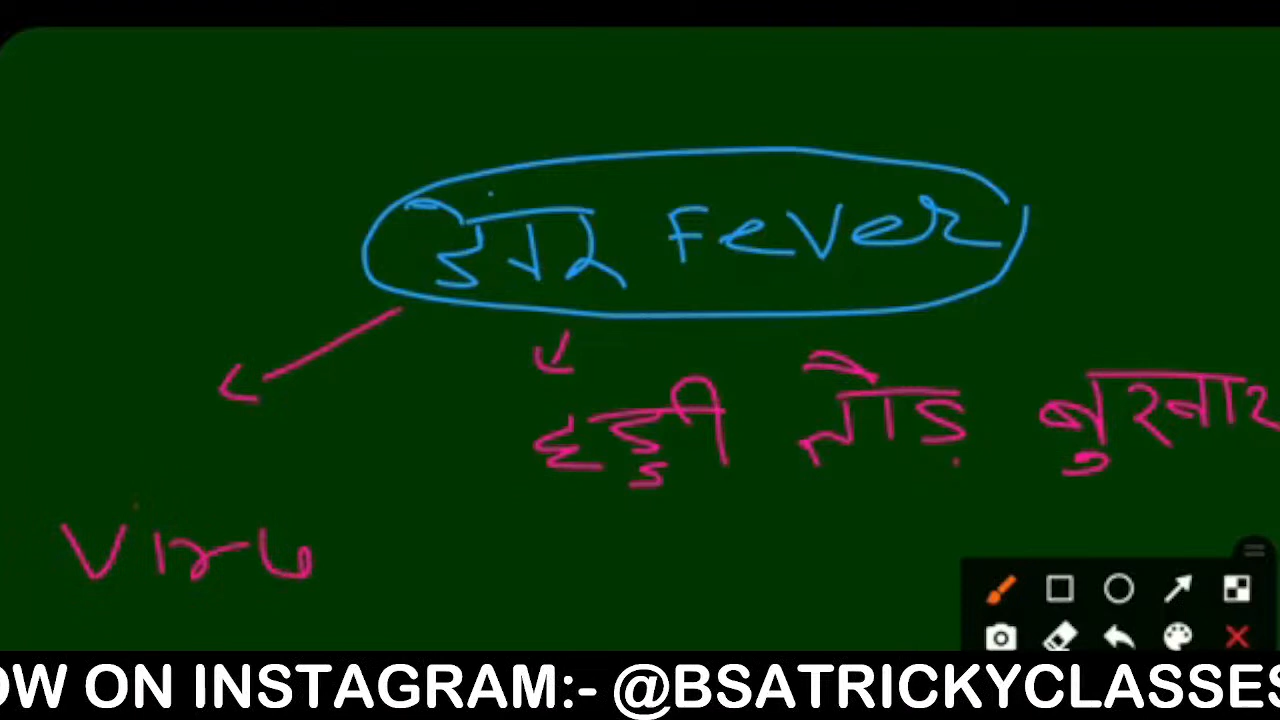 डेंगू Fever
हड्डी तोड़ बुखार
Viru
OW ON INSTAGRAM:- @BSATRICKYCLASSES